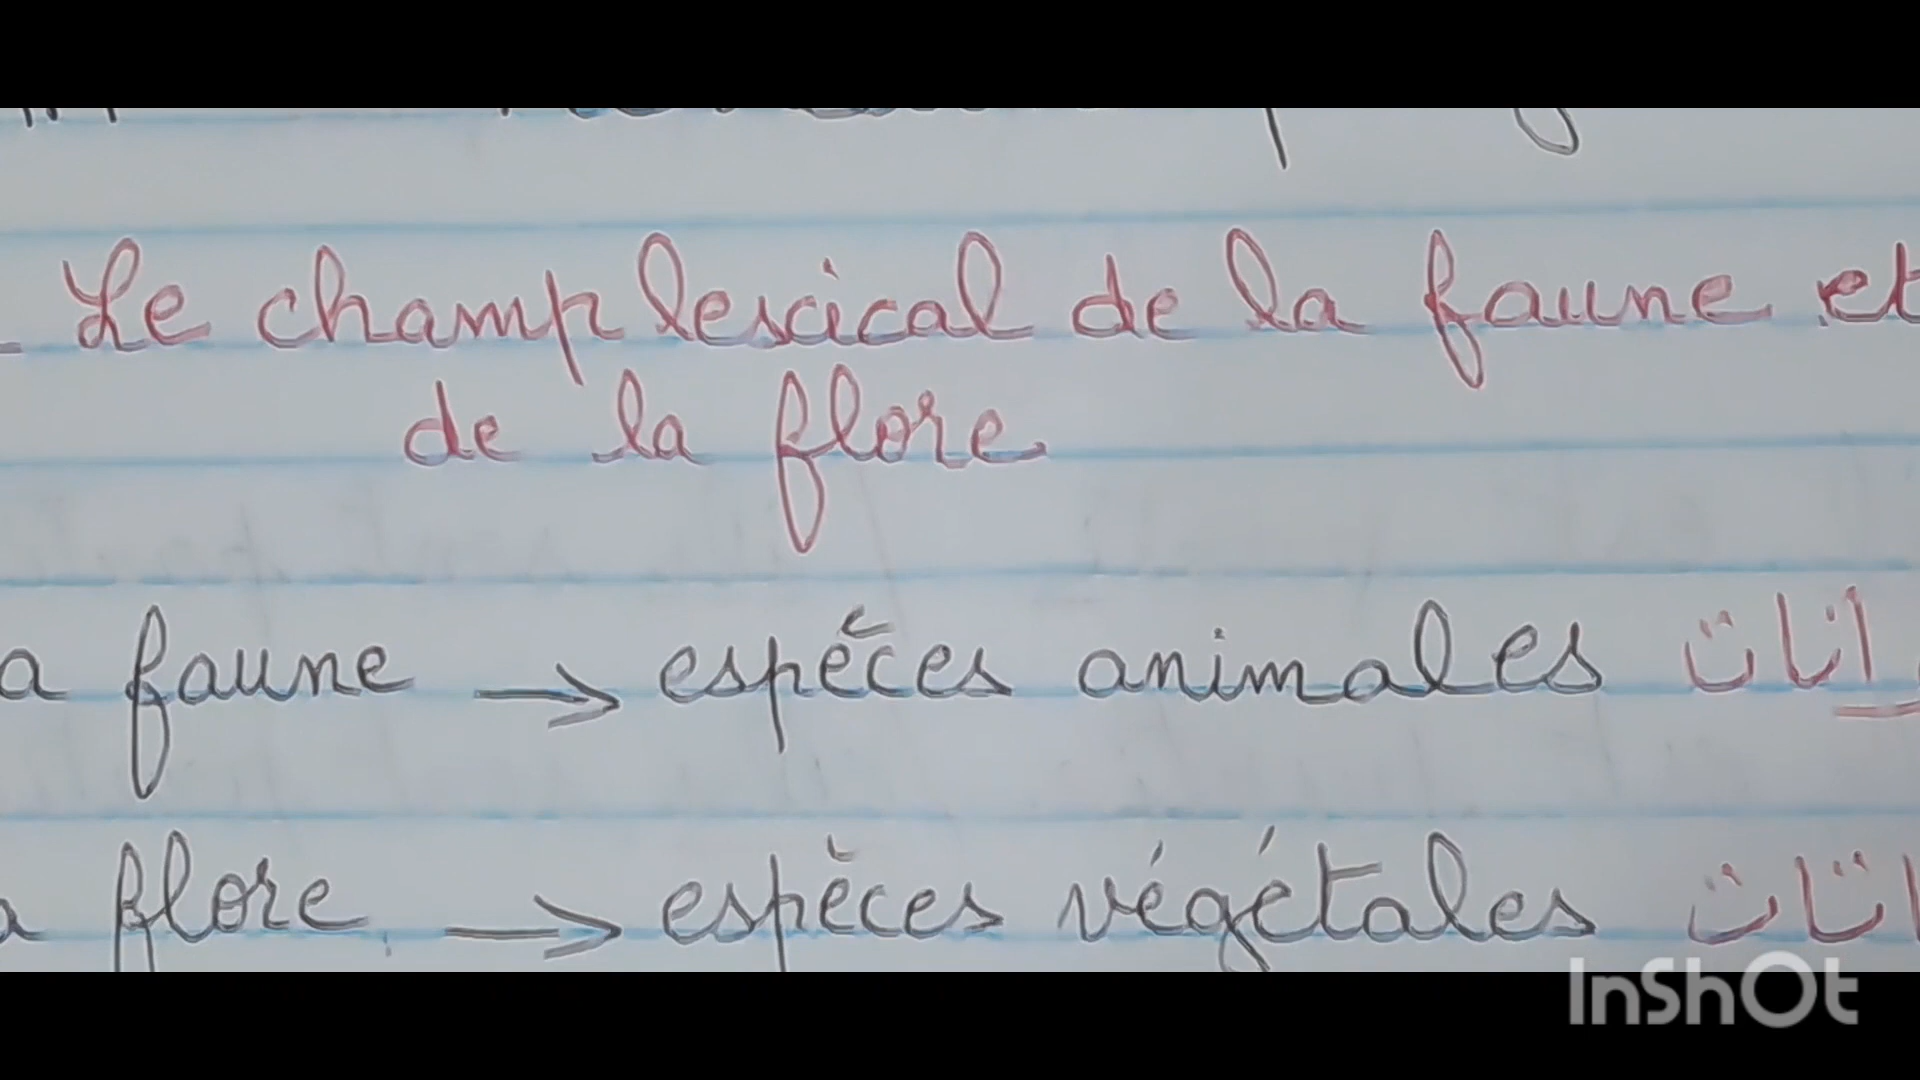 Le champ lexical de la faune et
de la flore
a faune → espèces animales
a flore → espèces végétales
InShOt